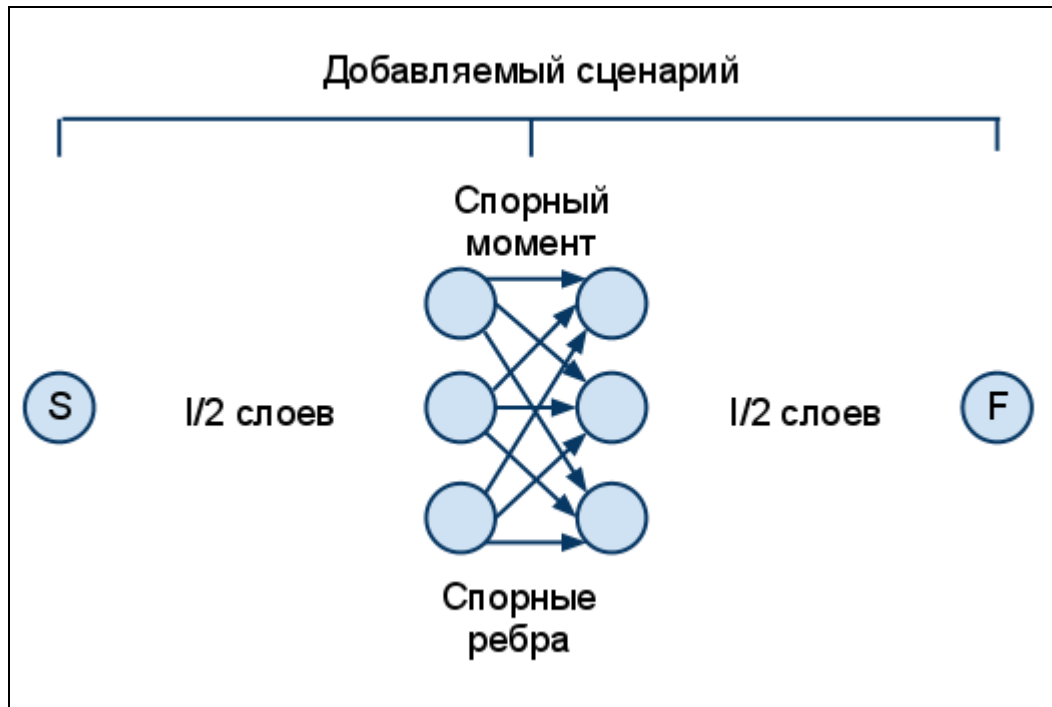 Добавляемый сценарий
Спорный
момент
S
l/2 слоев
l/2 слоев
F
Спорные
ребра